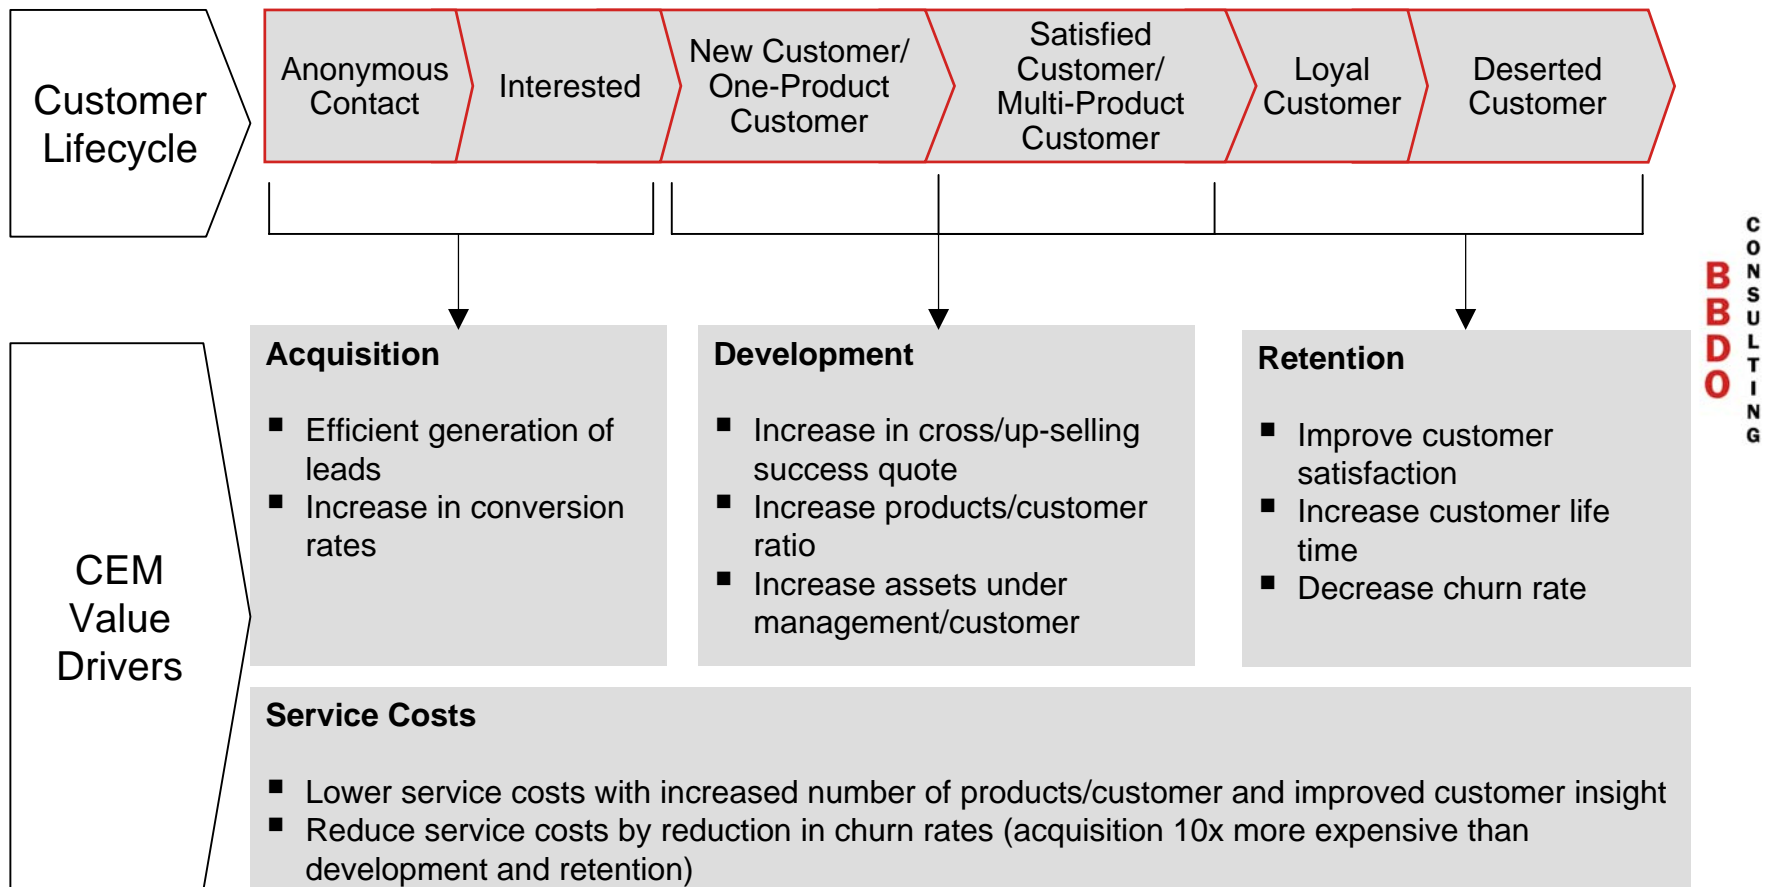 Customer
Lifecycle
Anonymous
Contact
Interested
New Customer/
One-Product
Customer
Satisfied
Customer/
Multi-Product
Customer
Loyal
Customer
Deserted
Customer
BBDO
CONSULTING
CEM
Value
Drivers
Acquisition
■ Efficient generation of
leads
■ Increase in conversion
rates
Development
■ Increase in cross/up-selling
success quote
■ Increase products/customer
ratio
■ Increase assets under
management/customer
Retention
■ Improve customer
satisfaction
■ Increase customer life
time
■ Decrease churn rate
Service Costs
■ Lower service costs with increased number of products/customer and improved customer insight
■ Reduce service costs by reduction in churn rates (acquisition 10x more expensive than
development and retention)